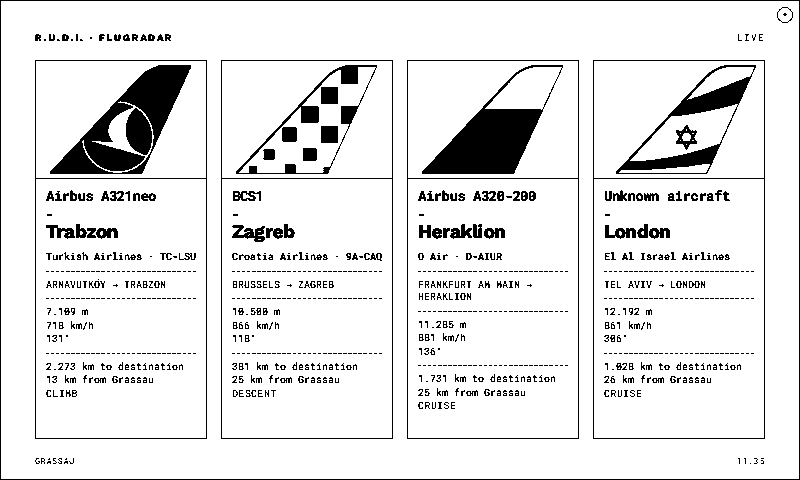 R.U.D.I. · FLUGRADAR
LIVE
Airbus A321neo
-
Trabzon
Turkish Airlines · TC-LSU
ARNAVUTKÖY → TRABZON
7.109 m
718 km/h
131°
2.273 km to destination
13 km from Grassau
CLIMB
BCS1
-
Zagreb
Croatia Airlines · 9A-CAQ
BRUSSELS → ZAGREB
10.500 m
866 km/h
118°
381 km to destination
25 km from Grassau
DESCENT
Airbus A320-200
-
Heraklion
O Air · D-AIUR
FRANKFURT AM MAIN →
HERAKLION
11.285 m
881 km/h
136°
1.731 km to destination
25 km from Grassau
CRUISE
Unknown aircraft
-
London
El Al Israel Airlines
TEL AVIV → LONDON
12.192 m
861 km/h
306°
1.028 km to destination
26 km from Grassau
CRUISE
GRASSAU
11.35